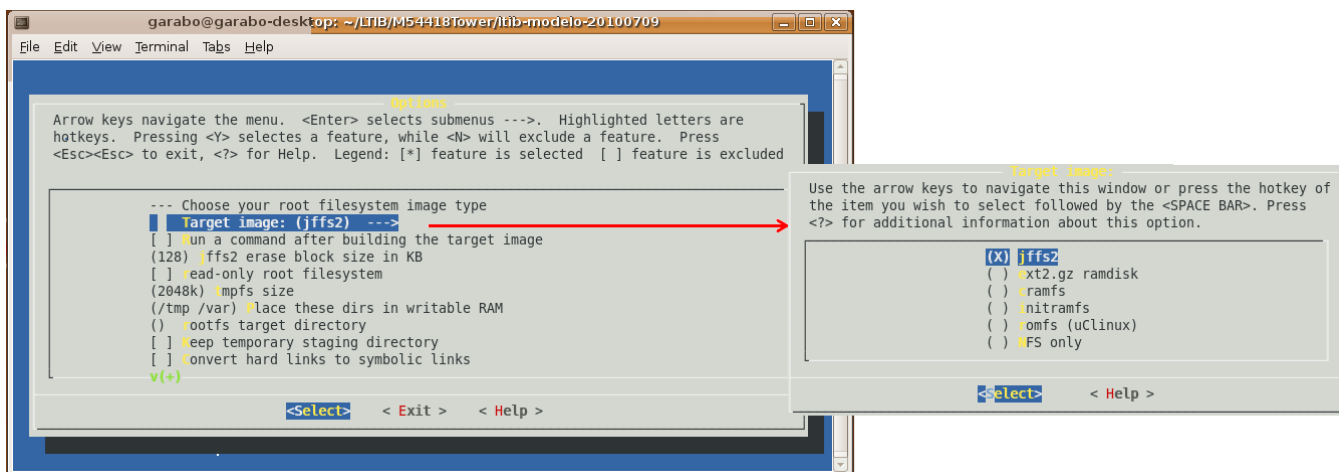 garabo@garabo-desktop: ~/LTIB/M54418Tower/ltib-modelo-20100709
File Edit View Terminal Tabs Help
Options
Arrow keys navigate the menu. <Enter> selects submenus --->. Highlighted letters are
hotkeys. Pressing <Y> selectes a feature, while <N> will exclude a feature. Press
<Esc><Esc> to exit, <?> for Help. Legend: [*] feature is selected [ ] feature is excluded
--- Choose your root filesystem image type
Target image: (jffs2) --->
[ ] Run a command after building the target image
(128) jffs2 erase block size in KB
[ ] read-only root filesystem
(2048k) tmpfs size
(/tmp /var) Place these dirs in writable RAM
() rootfs target directory
[ ] Keep temporary staging directory
[ ] Convert hard links to symbolic links
v(+)
<Select> < Exit > < Help >
Target image:
Use the arrow keys to navigate this window or press the hotkey of
the item you wish to select followed by the <SPACE BAR>. Press
<?> for additional information about this option.
(X) jffs2
( ) ext2.gz ramdisk
( ) cramfs
( ) initramfs
( ) romfs (uClinux)
( ) NFS only
<Select> < Help >